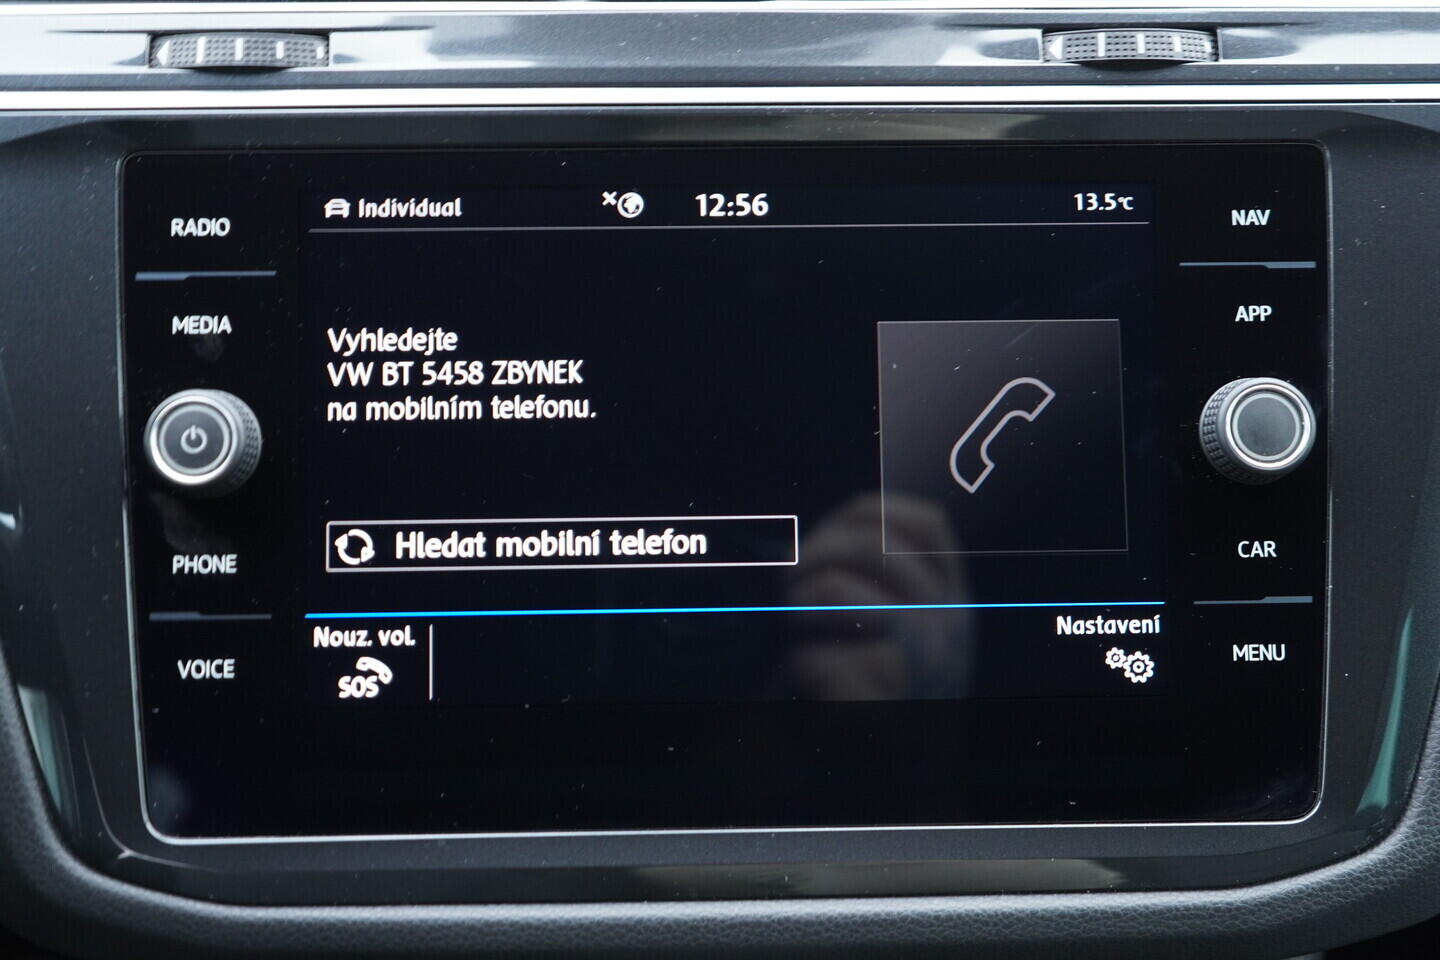 Individual
12:56
13.5°C
RADIO
MEDIA
PHONE
VOICE
Vyhledejte
VW BT 5458 ZBYNEK
na mobilním telefonu.
Hledat mobilní telefon
Nouz. vol.
SOS
Nastavení
NAV
APP
CAR
MENU